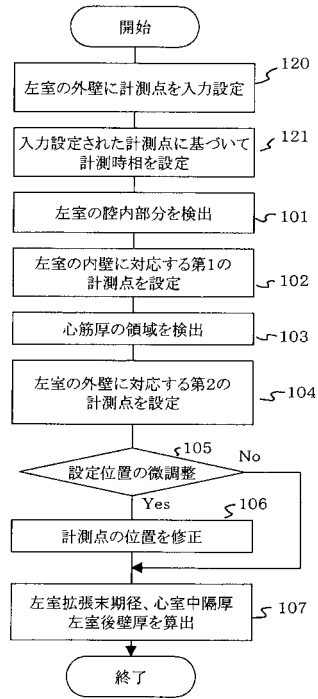 開始
左室の外壁に計測点を入力設定
120
入力設定された計測点に基づいて
計測時相を設定
121
左室の腔内部分を検出
101
左室の内壁に対応する第1の
計測点を設定
102
心筋厚の領域を検出
103
左室の外壁に対応する第2の
計測点を設定
104
105
設定位置の微調整
No
Yes
106
計測点の位置を修正
左室拡張末期径、心室中隔厚
左室後壁厚を算出
107
終了